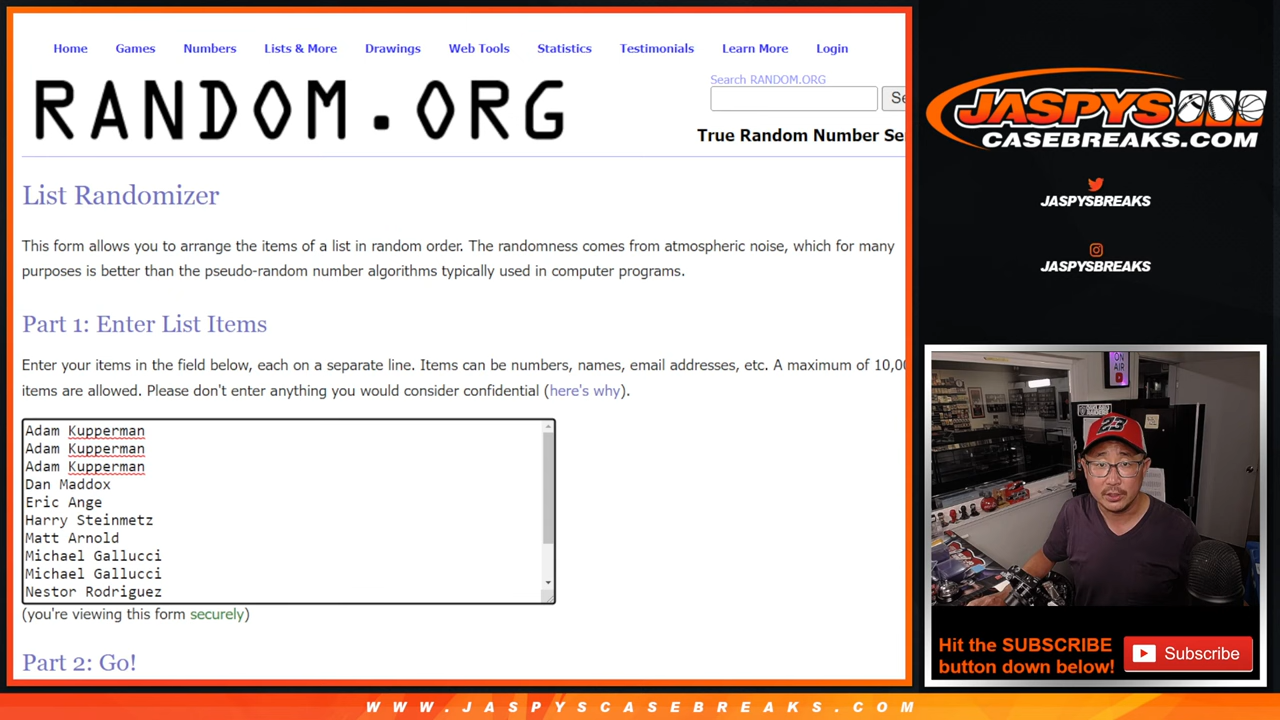 Home Games Numbers Lists & More Drawings Web Tools Statistics Testimonials Learn More Login
RANDOM.ORG
Search RANDOM.ORG
Se
True Random Number Se
List Randomizer
This form allows you to arrange the items of a list in random order. The randomness comes from atmospheric noise, which for many
purposes is better than the pseudo-random number algorithms typically used in computer programs.
Part 1: Enter List Items
Enter your items in the field below, each on a separate line. Items can be numbers, names, email addresses, etc. A maximum of 10,00
items are allowed. Please don't enter anything you would consider confidential (here's why).
Adam Kupperman
Adam Kupperman
Adam Kupperman
Dan Maddox
Eric Ange
Harry Steinmetz
Matt Arnold
Michael Gallucci
Michael Gallucci
Nestor Rodriguez
(you're viewing this form securely)
Part 2: Go!
JASPYS
CASEBREAKS.COM
JASPYSBREAKS
JASPYSBREAKS
ON
AIR
23
Hit the SUBSCRIBE
button down below!
Subscribe
WWW.JASPYSCASEBREAKS.COM